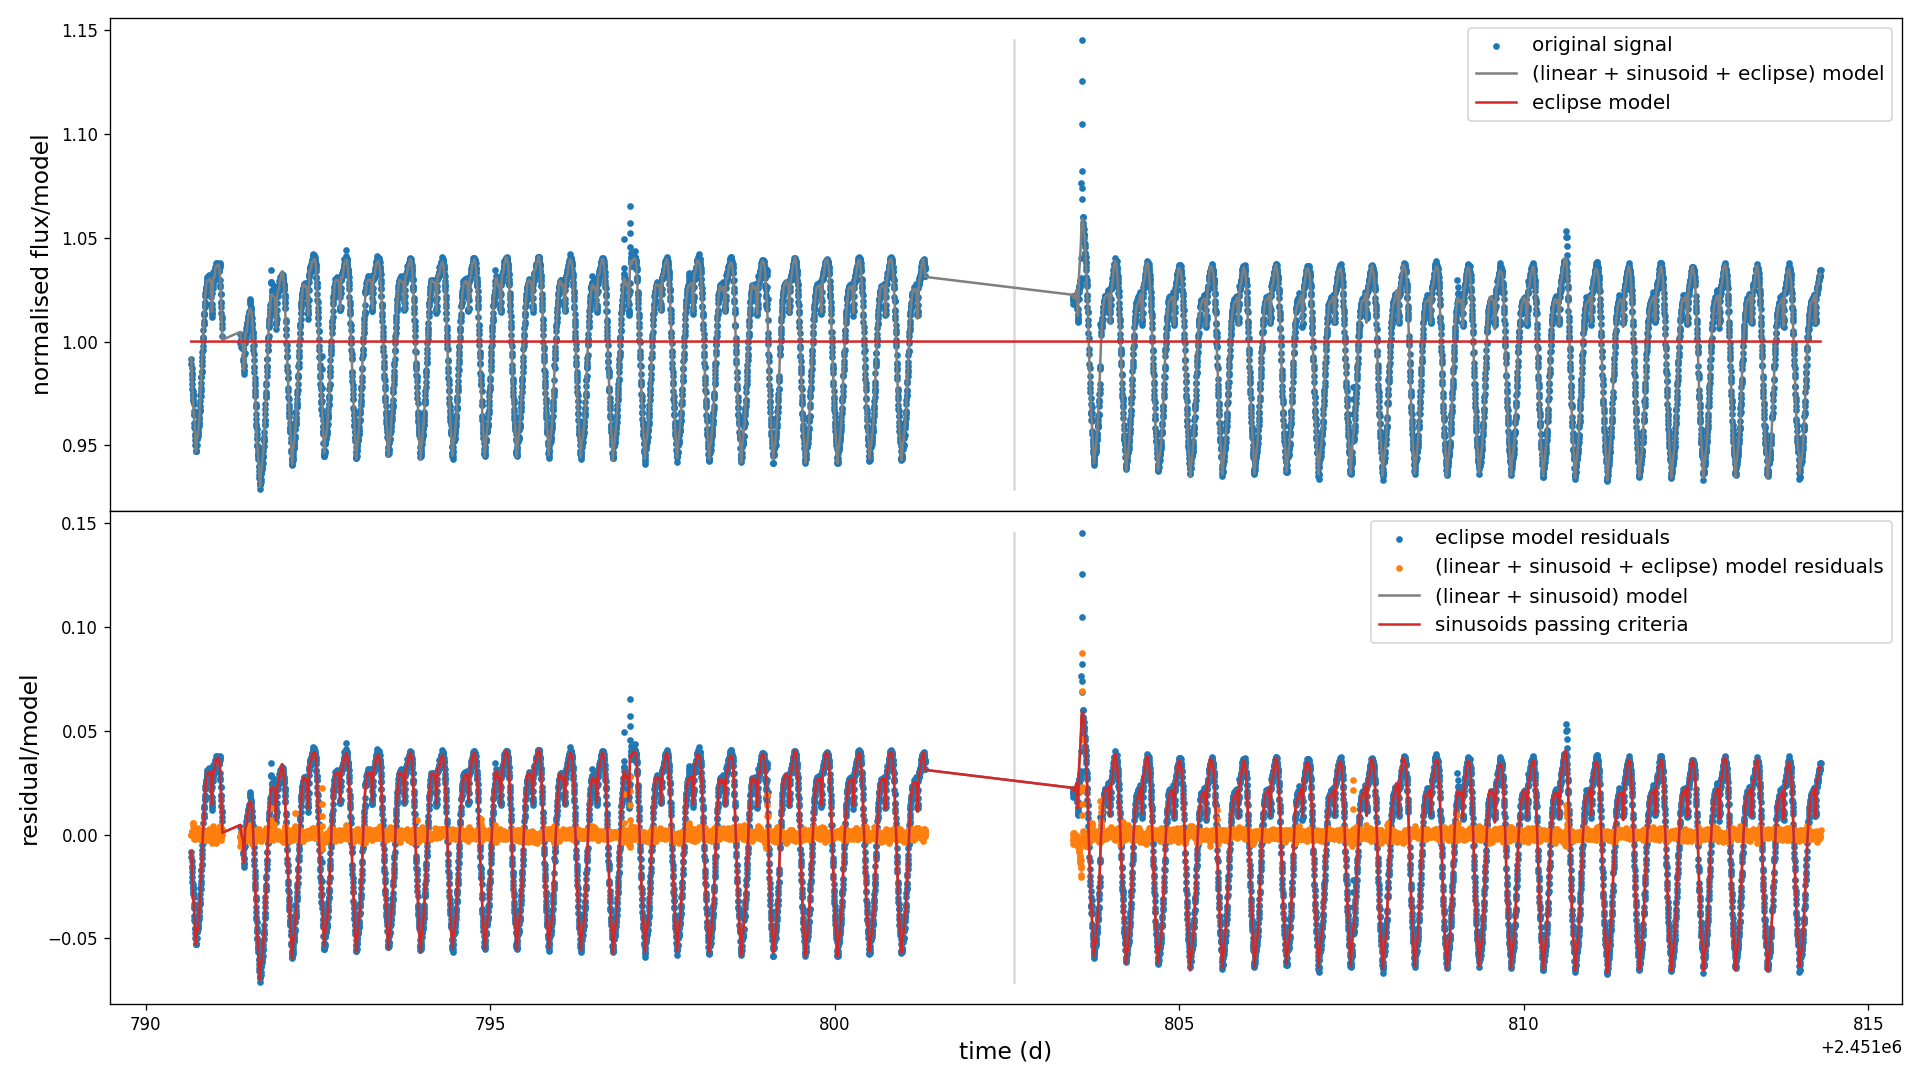 1.15
1.10
1.05
1.00
0.95
normalised flux/model
original signal
(linear + sinusoid + eclipse) model
eclipse model
0.15
0.10
0.05
0.00
−0.05
residual/model
eclipse model residuals
(linear + sinusoid + eclipse) model residuals
(linear + sinusoid) model
sinusoids passing criteria
790 795 800 805 810 815
+2.451e6
time (d)